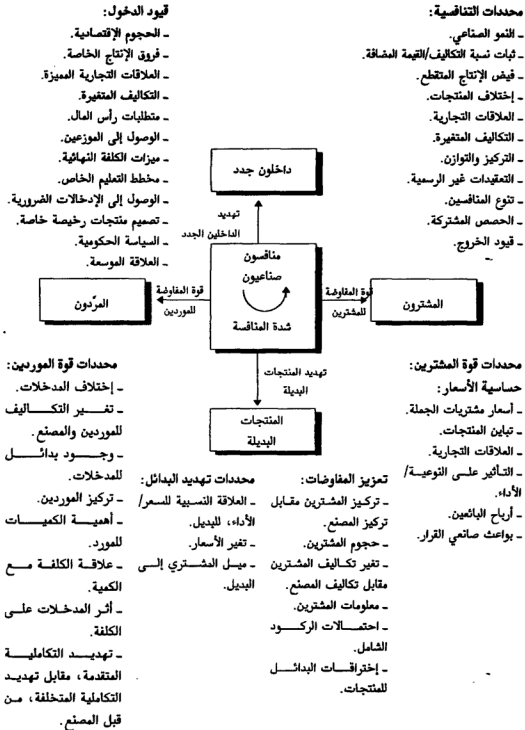 محددات التنافسية:
ـ النمو الصناعي.
ـ ثبات نسبة التكاليف/القيمة المضافة.
ـ فيض الإنتاج المتقطع.
ـ إختلاف المنتجات.
ـ العلاقات التجارية.
ـ التكاليف المتغيرة.
ـ التركيز والتوازن.
ـ التعقيدات غير الرسمية.
ـ تنوع المنافسين.
ـ الحصص المشتركة.
ـ قيود الخروج.
قيود الدخول:
ـ الحجوم الإقتصادية.
ـ فروق الإنتاج الخاصة.
ـ العلاقات التجارية المميزة.
ـ التكاليف المتغيرة.
ـ متطلبات رأس المال.
ـ الوصول إلى الموزعين.
ـ ميزات الكلفة النهائية.
ـ مخطط التعليم الخاص.
ـ الوصول إلى الإدخالات الضرورية.
ـ تصميم منتجات رخيصة خاصة.
ـ السياسة الحكومية.
ـ العلاقة الموسعة.
داخلون جدد
تهديد
الداخلين الجدد
منافسون
صناعيون
شدة المنافسة
المشترون
قوة المفاوضة
للمشترين
قوة المفاوضة
للموردين
المرّدون
تهديد المنتجات
البديلة
المنتجات
البديلة
محددات قوة المشترين:
حساسية الأسعار:
ـ أسعار مشتريات الجملة.
ـ تباين المنتجات.
ـ العلاقات التجارية.
ـ التأثير على النوعية/
الأداء.
ـ أرباح البائعين.
ـ بواعث صانعي القرار.
تعزيز المفاوضات:
ـ تركيز المشترين مقابل
تركيز المصنع.
ـ حجوم المشترين.
ـ تغير تكاليف المشترين
مقابل تكاليف المصنع.
ـ معلومات المشترين.
ـ احتمالات الركود
الشامل.
ـ إختراقات البدائل
للمنتجات.
محددات تهديد البدائل:
ـ العلاقة النسبية للسعر/
الأداء، للبديل.
ـ تغير الأسعار.
ـ ميل المشتري إلى
البديل.
محددات قوة الموردين:
ـ إختلاف المدخلات.
ـ تغير التكاليف
للموردين والمصنع.
ـ وجود بدائل
للمدخلات.
ـ تركيز الموردين.
ـ أهمية الكميات
للمورد.
ـ علاقة الكلفة مع
الكمية.
ـ أثر المدخلات على
الكلفة.
ـ تهديد التكاملية
المتقدمة، مقابل تهديد
التكاملية المتخلفة، من
قبل المصنع.